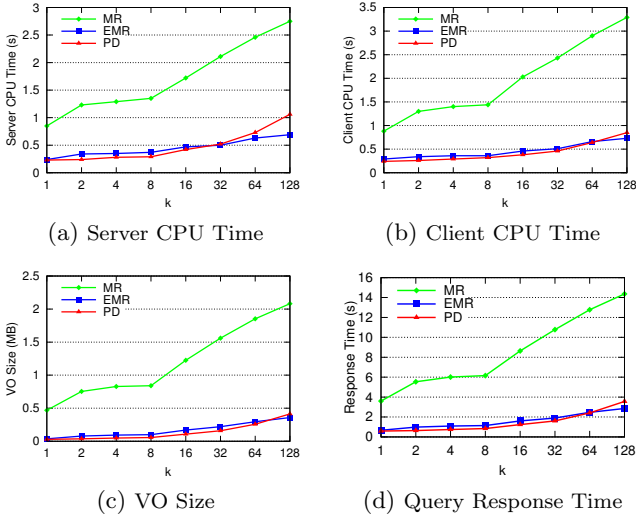 3
2.5
2
1.5
1
0.5
0
Server CPU Time (s)
MR
EMR
PD
1 2 4 8 16 32 64 128
k
(a) Server CPU Time
3.5
3
2.5
2
1.5
1
0.5
0
Client CPU Time (s)
MR
EMR
PD
1 2 4 8 16 32 64 128
k
(b) Client CPU Time
2.5
2
1.5
1
0.5
0
VO Size (MB)
MR
EMR
PD
1 2 4 8 16 32 64 128
k
(c) VO Size
16
14
12
10
8
6
4
2
0
Response Time (s)
MR
EMR
PD
1 2 4 8 16 32 64 128
k
(d) Query Response Time